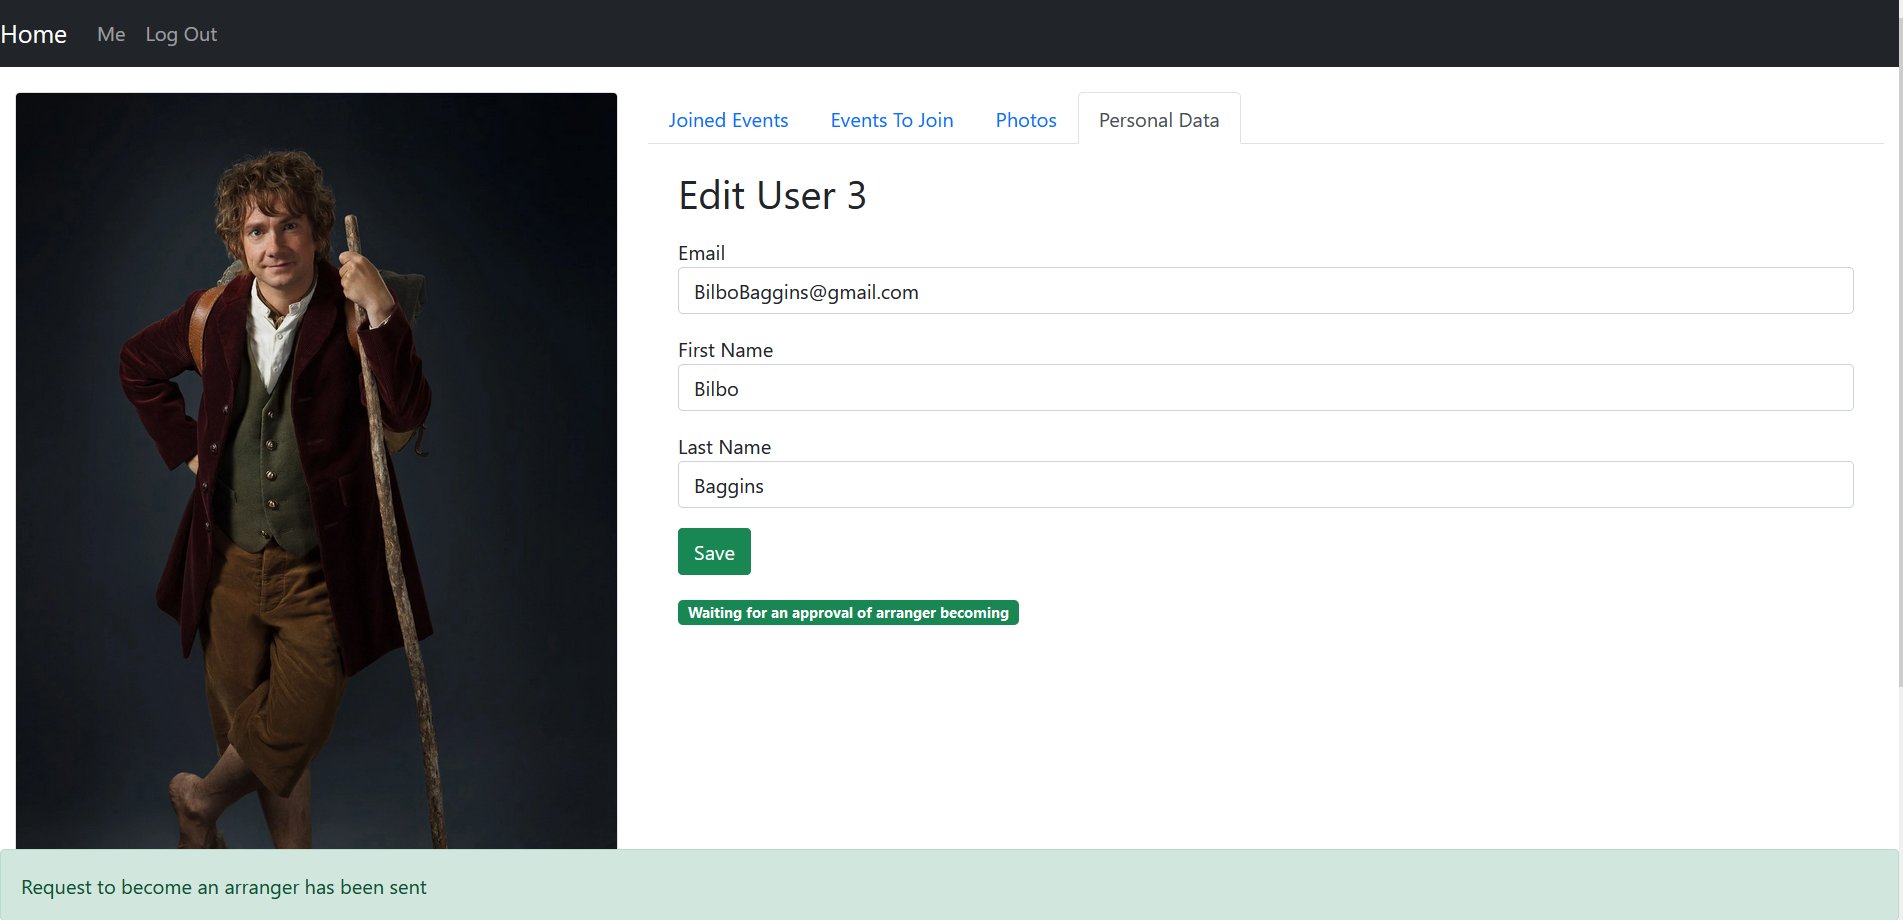 Home Me Log Out
Joined Events Events To Join Photos Personal Data
Edit User 3
Email
BilboBaggins@gmail.com
First Name
Bilbo
Last Name
Baggins
Save
Waiting for an approval of arranger becoming
Request to become an arranger has been sent